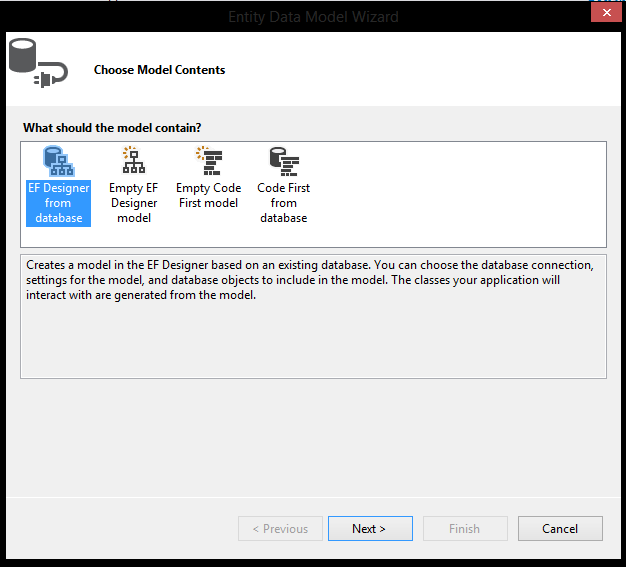 Entity Data Model Wizard
Choose Model Contents
What should the model contain?
EF Designer
from
database
Empty EF
Designer
model
Empty Code
First model
Code First
from
database
Creates a model in the EF Designer based on an existing database. You can choose the database connection,
settings for the model, and database objects to include in the model. The classes your application will
interact with are generated from the model.
< Previous
Next >
Finish
Cancel